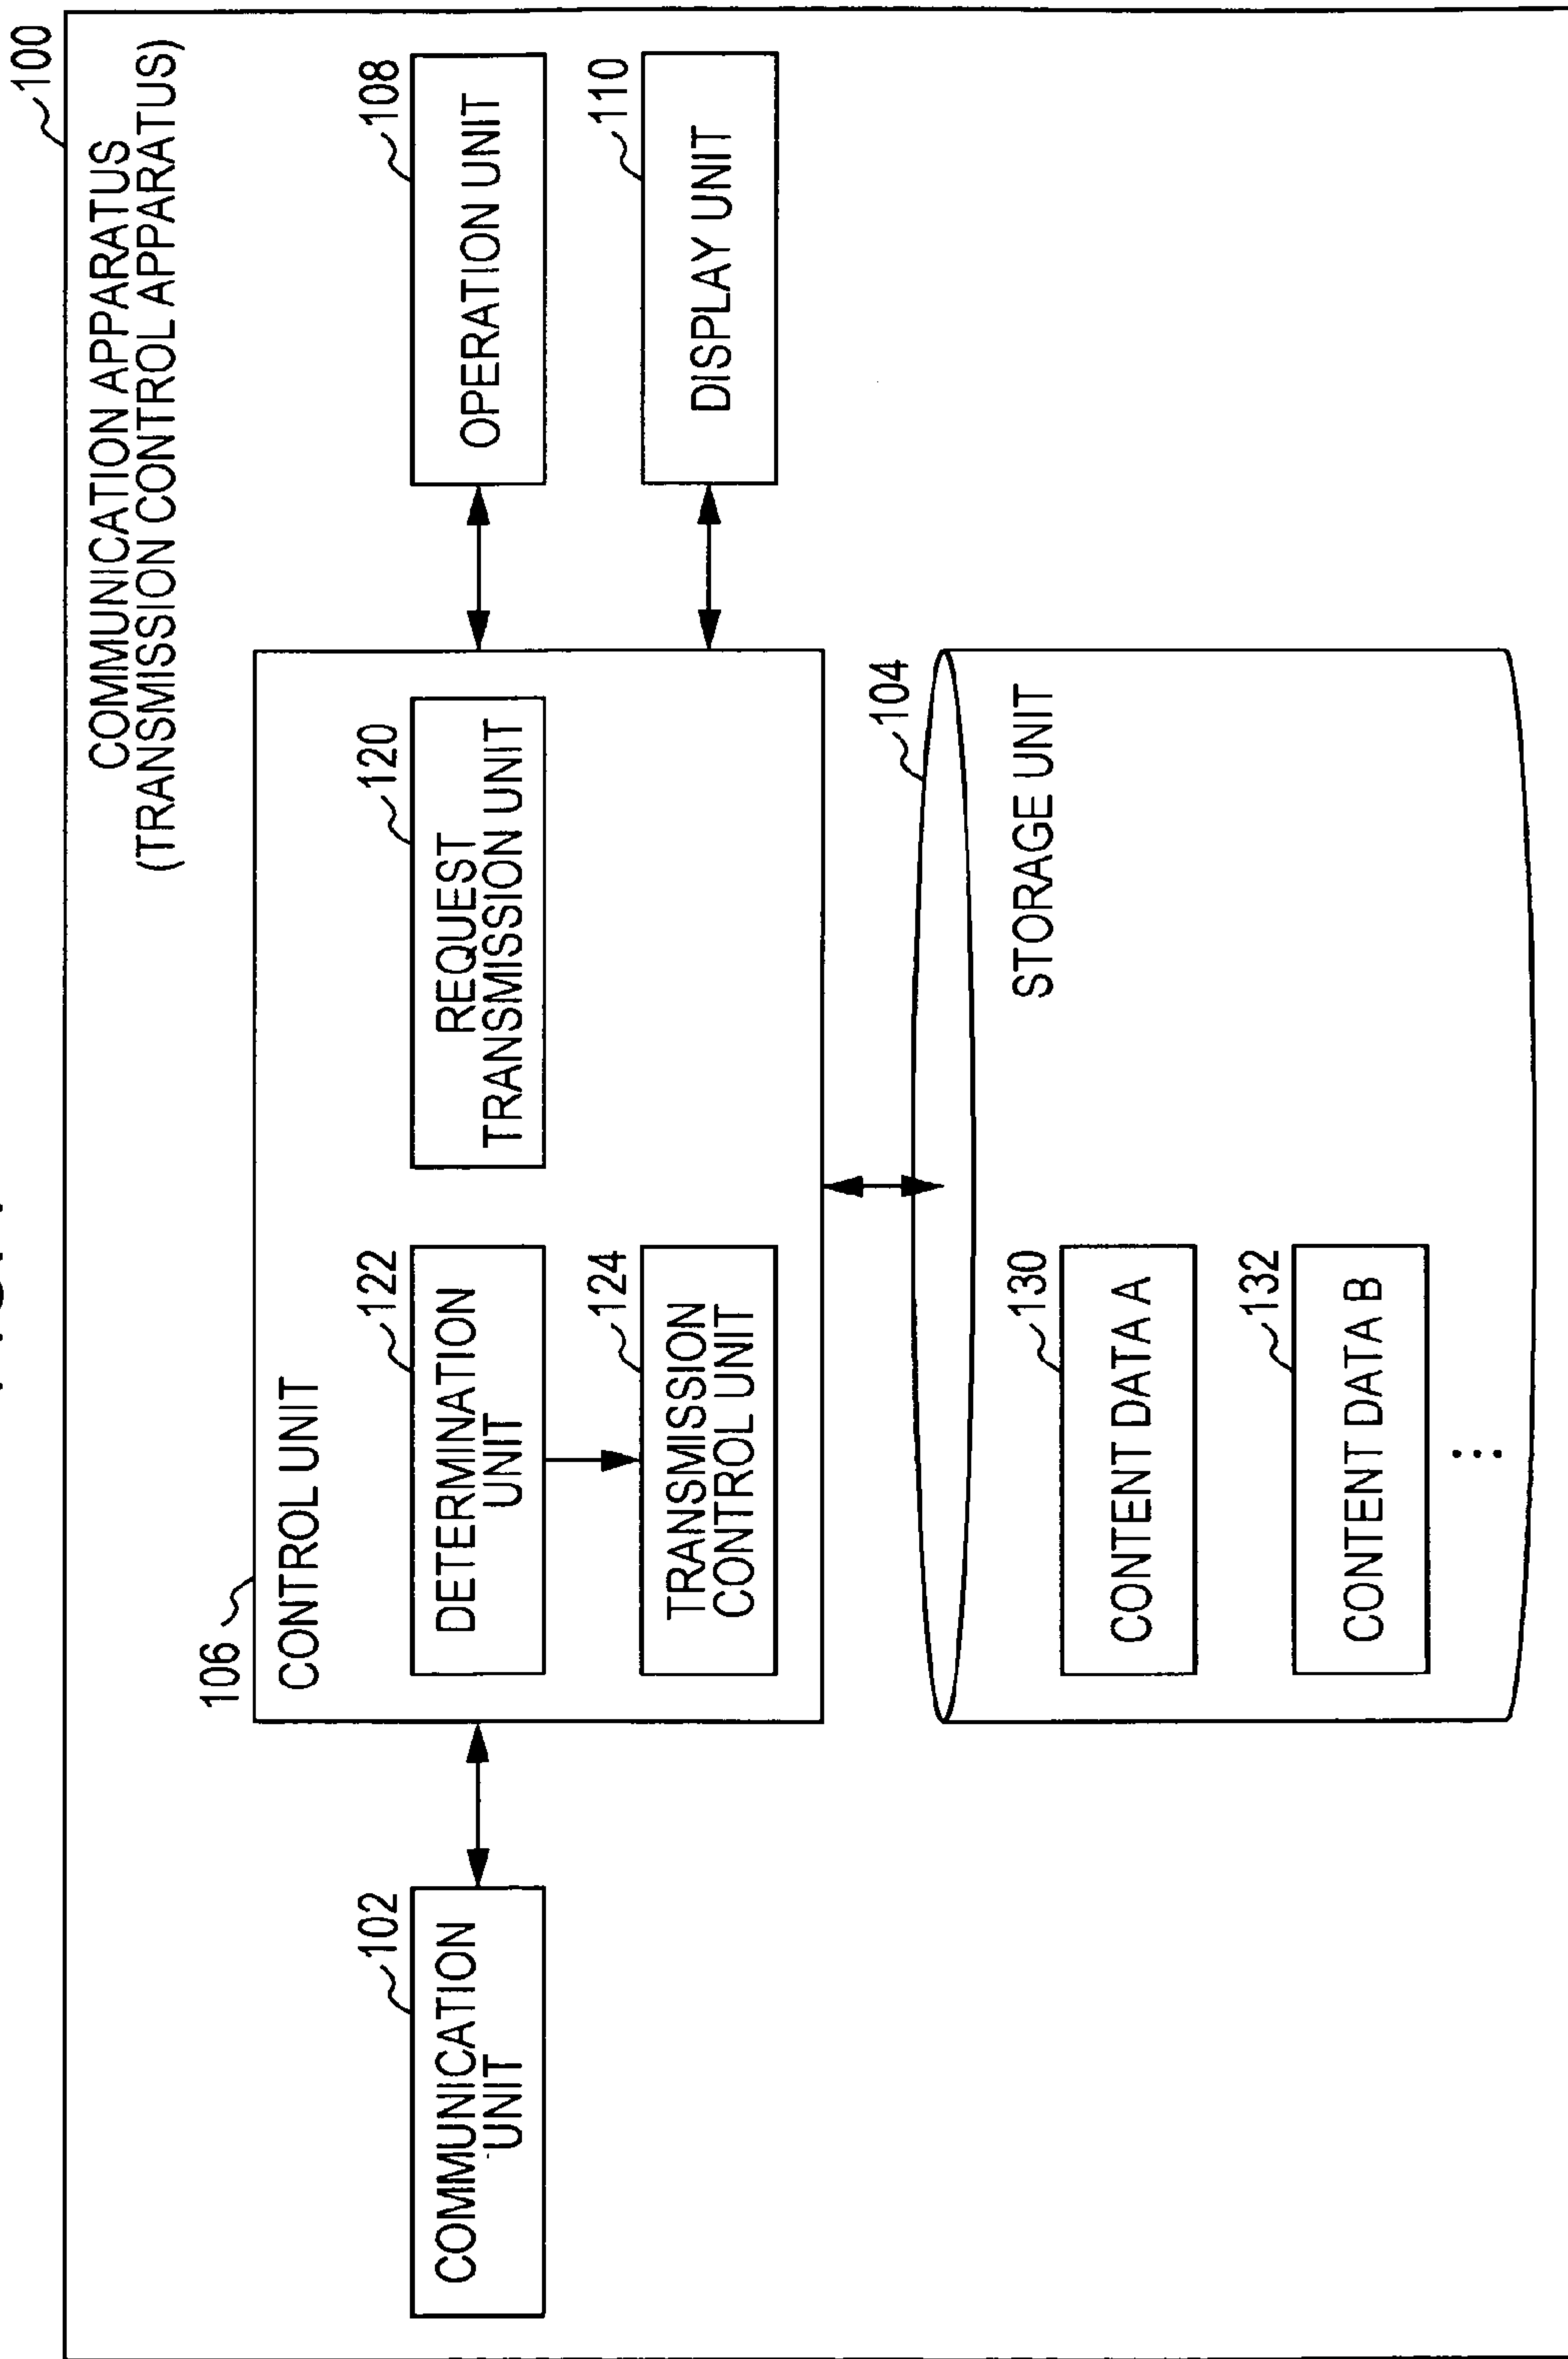 100
COMMUNICATION APPARATUS
(TRANSMISSION CONTROL APPARATUS)
106
CONTROL UNIT
102
COMMUNICATION
UNIT
122
DETERMINATION
UNIT
120
REQUEST
TRANSMISSION UNIT
108
OPERATION UNIT
124
TRANSMISSION
CONTROL UNIT
110
DISPLAY UNIT
104
STORAGE UNIT
130
CONTENT DATA A
132
CONTENT DATA B